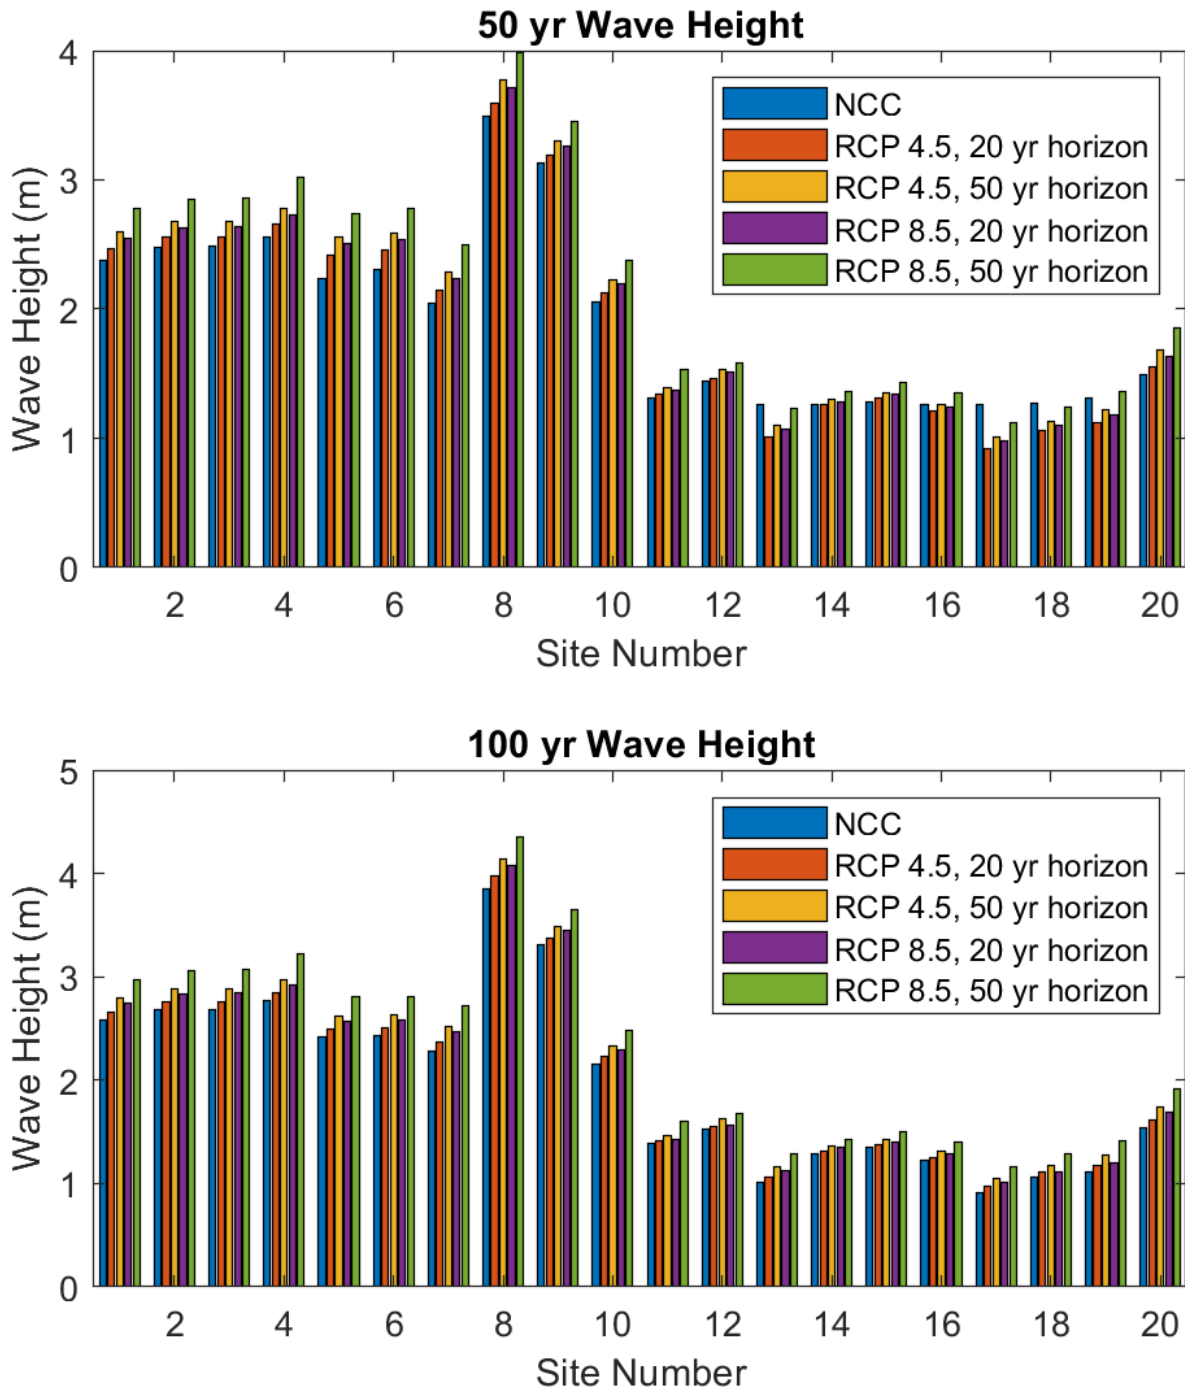 50 yr Wave Height
4
3
2
1
0
Wave Height (m)
NCC
RCP 4.5, 20 yr horizon
RCP 4.5, 50 yr horizon
RCP 8.5, 20 yr horizon
RCP 8.5, 50 yr horizon
2 4 6 8 10 12 14 16 18 20
Site Number
100 yr Wave Height
5
4
3
2
1
0
Wave Height (m)
NCC
RCP 4.5, 20 yr horizon
RCP 4.5, 50 yr horizon
RCP 8.5, 20 yr horizon
RCP 8.5, 50 yr horizon
2 4 6 8 10 12 14 16 18 20
Site Number